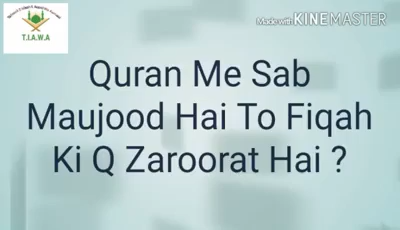 Made with KINEMASTER
T.I.A.W.A
Quran Me Sab
Maujood Hai To Fiqah
Ki Q Zaroorat Hai ?